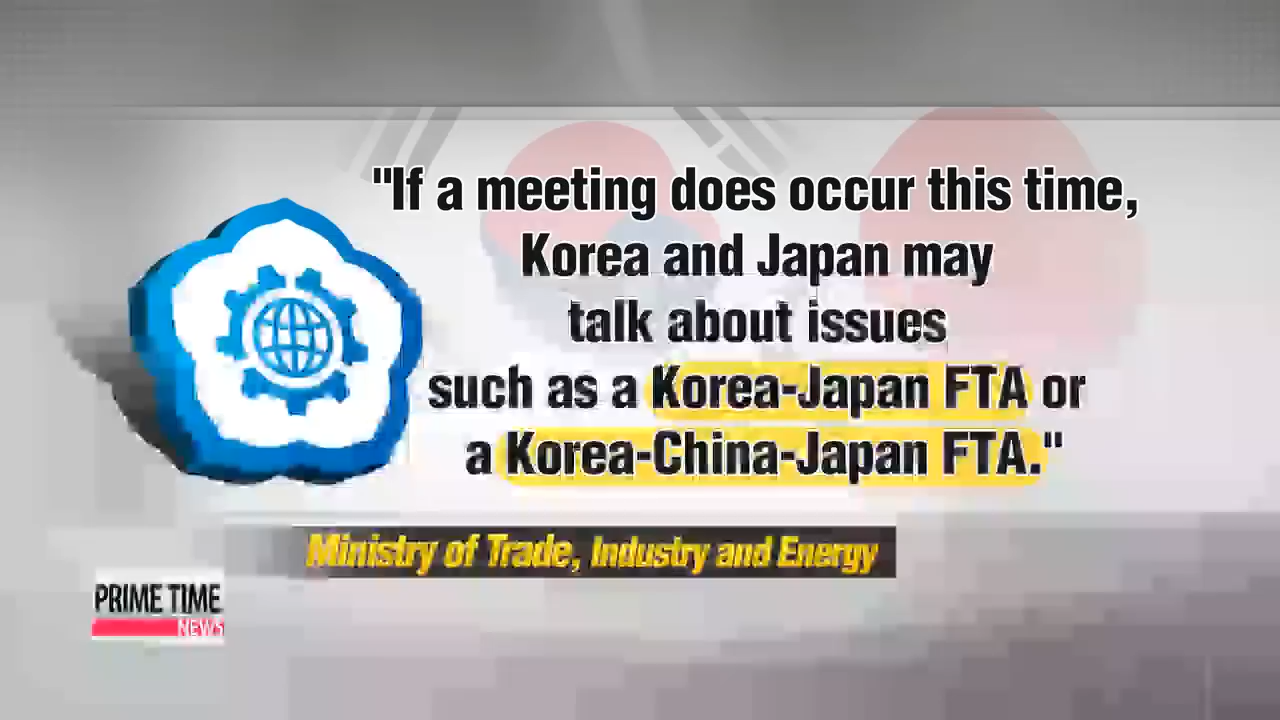 "If a meeting does occur this time,
Korea and Japan may
talk about issues
such as a Korea-Japan FTA or
a Korea-China-Japan FTA."
Ministry of Trade, Industry and Energy
PRIME TIME
NEWS